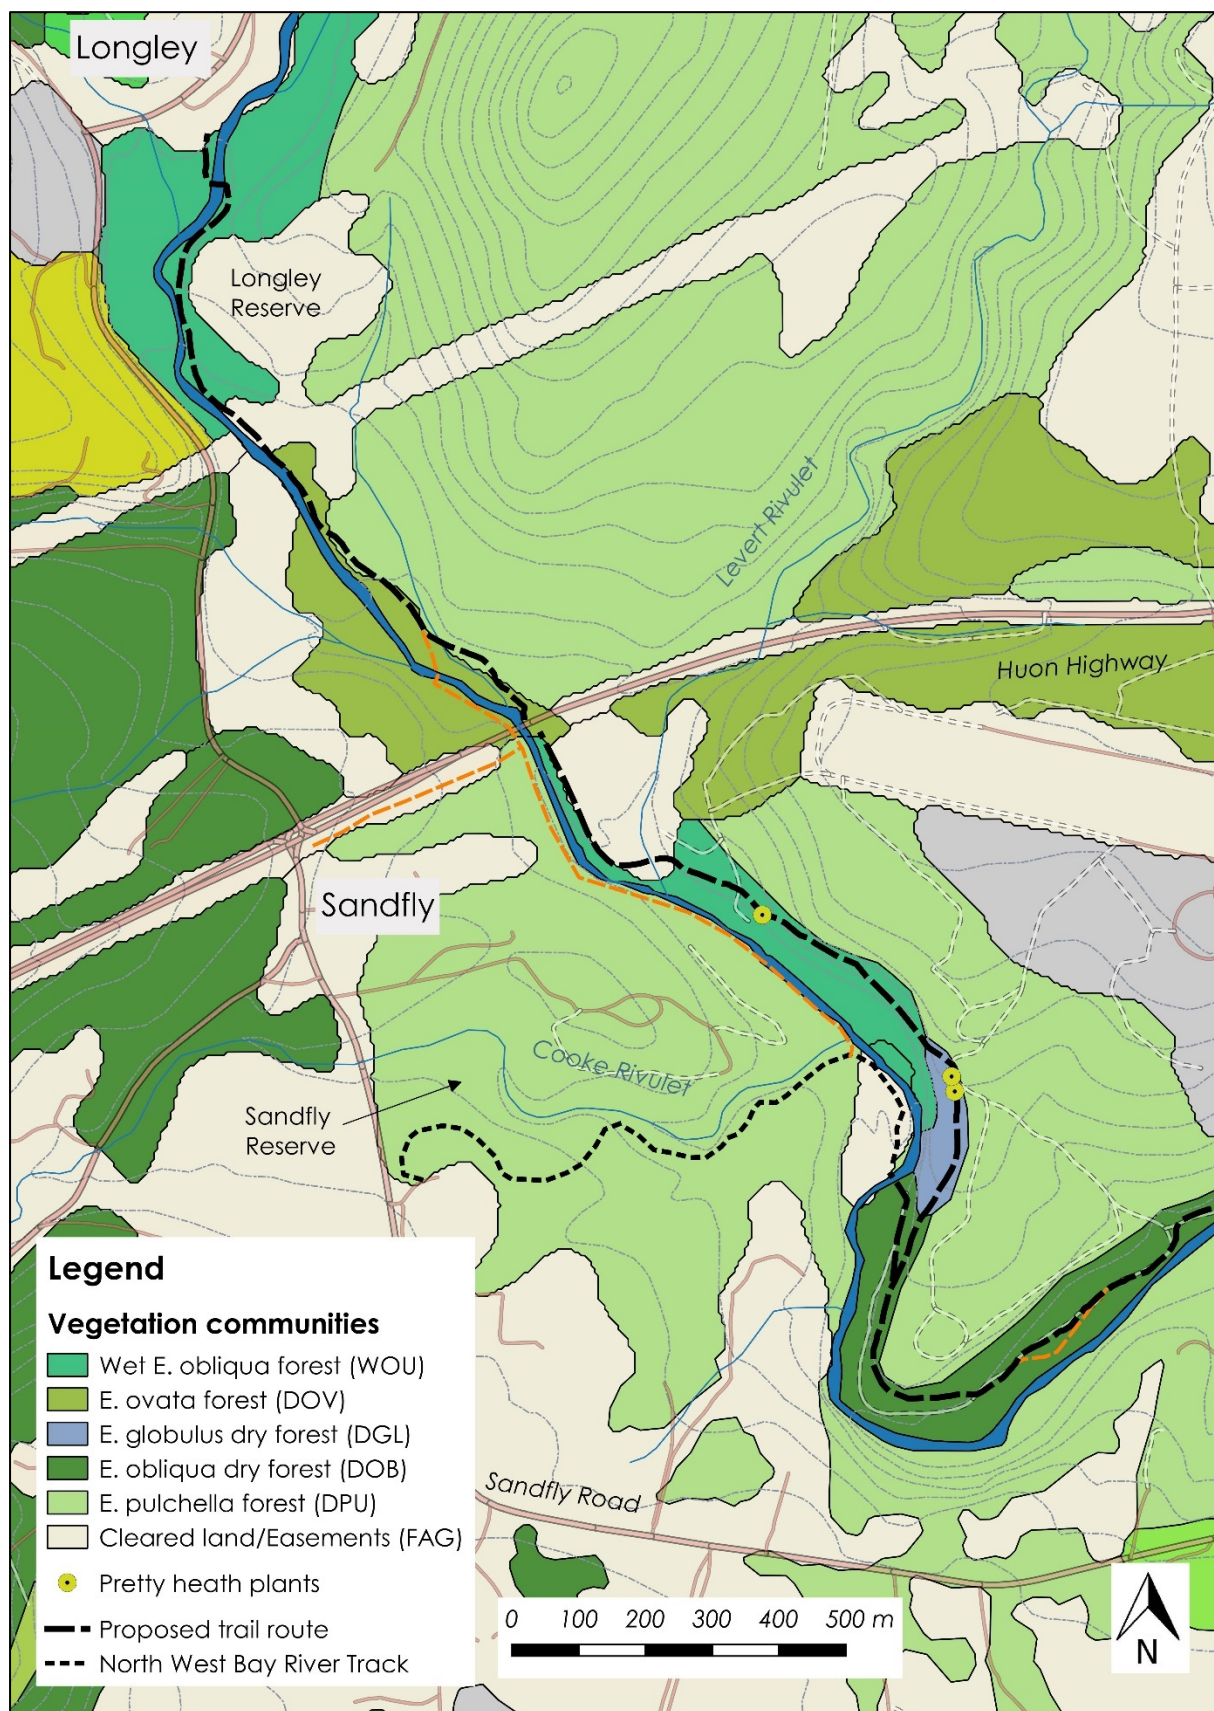 Longley
Longley
Reserve
Levert Rivulet
Huon Highway
Sandfly
Cooke Rivulet
Sandfly
Reserve
Legend
Vegetation communities
Wet E. obliqua forest (WOU)
E. ovata forest (DOV)
E. globulus dry forest (DGL)
E. obliqua dry forest (DOB)
E. pulchella forest (DPU)
Cleared land/Easements (FAG)
Pretty heath plants
Proposed trail route
North West Bay River Track
Sandfly Road
0 100 200 300 400 500 m
N